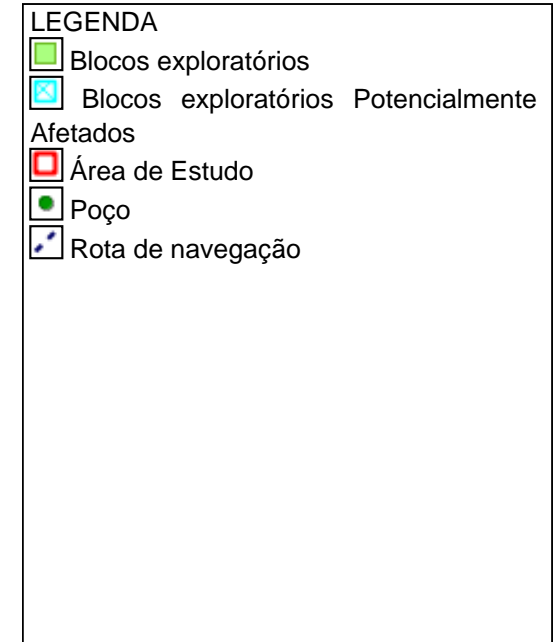 LEGENDA
Blocos exploratórios
Blocos exploratórios Potencialmente
Afetados
Área de Estudo
Poço
Rota de navegação